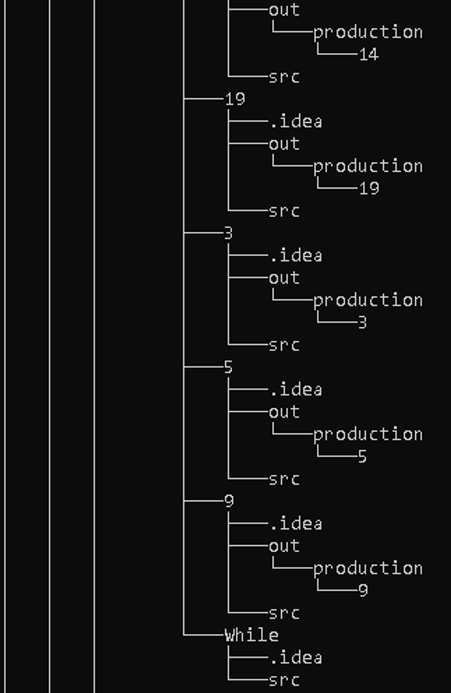 out
production
14
src
19
.idea
out
production
19
src
3
.idea
out
production
3
src
5
.idea
out
production
5
src
9
.idea
out
production
9
src
While
.idea
src